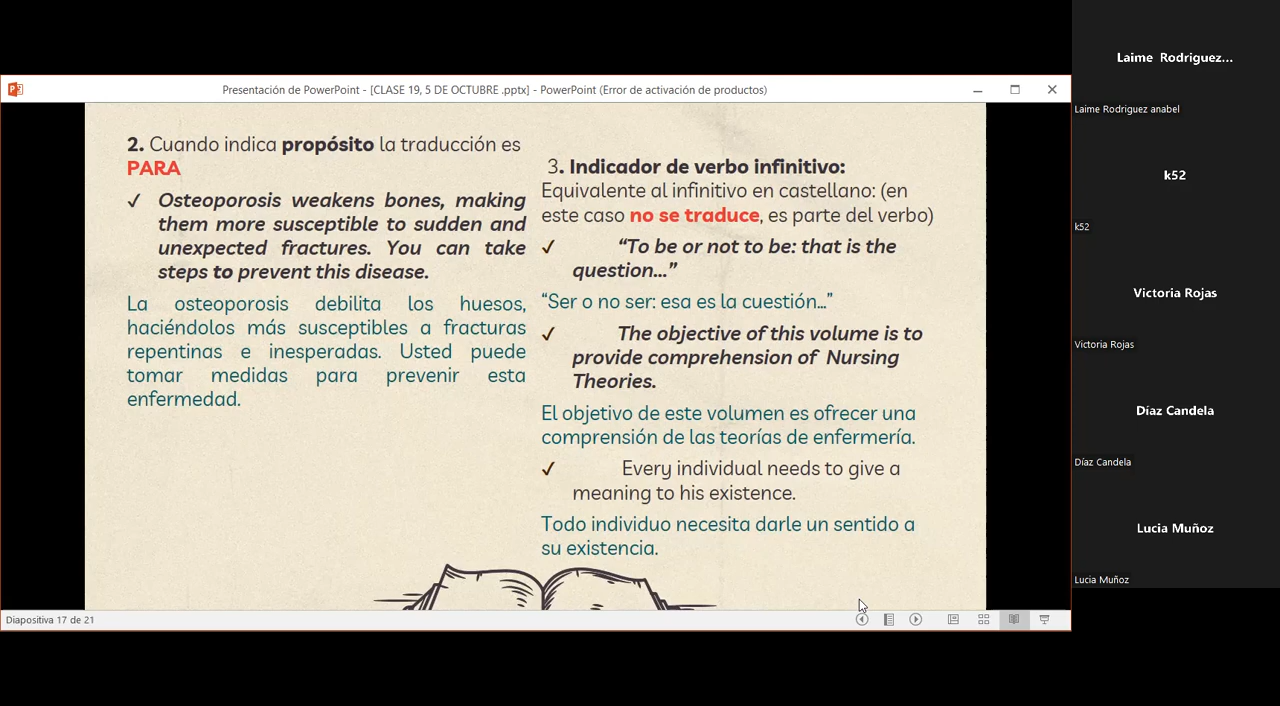 Presentación de PowerPoint - [CLASE 19, 5 DE OCTUBRE .pptx] - PowerPoint (Error de activación de productos)
2. Cuando indica propósito la traducción es
PARA
✓ Osteoporosis weakens bones, making
them more susceptible to sudden and
unexpected fractures. You can take
steps to prevent this disease.
La osteoporosis debilita los huesos,
haciéndolos más susceptibles a fracturas
repentinas e inesperadas. Usted puede
tomar medidas para prevenir esta
enfermedad.
3. Indicador de verbo infinitivo:
Equivalente al infinitivo en castellano: (en
este caso no se traduce, es parte del verbo)
✓ “To be or not to be: that is the
question...”
“Ser o no ser: esa es la cuestión...”
✓ The objective of this volume is to
provide comprehension of Nursing
Theories.
El objetivo de este volumen es ofrecer una
comprensión de las teorías de enfermería.
✓ Every individual needs to give a
meaning to his existence.
Todo individuo necesita darle un sentido a
su existencia.
Diapositiva 17 de 21
Laime Rodriguez...
Laime Rodriguez anabel
k52
k52
Victoria Rojas
Victoria Rojas
Díaz Candela
Díaz Candela
Lucia Muñoz
Lucia Muñoz